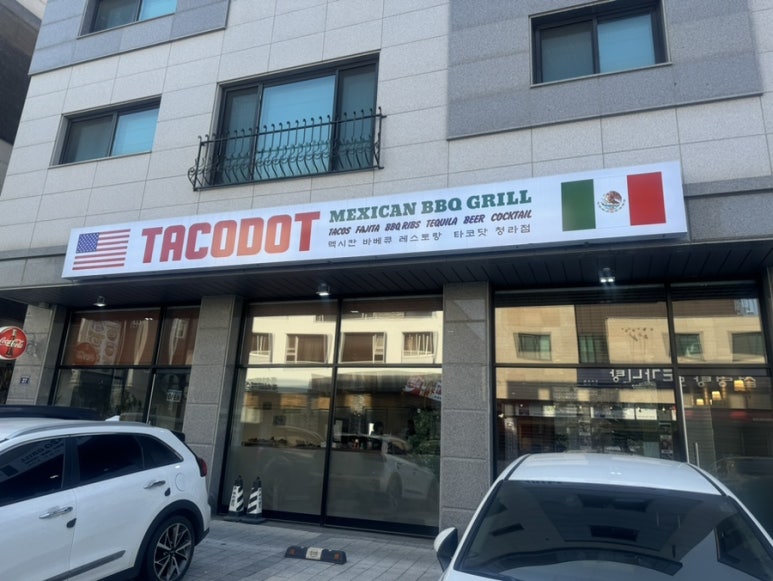 TACODOT
MEXICAN BBQ GRILL
TACOS FAJITA BBQ RIBS TEQUILA BEER COCKTAIL
멕시칸 바베큐 레스토랑 타코닷 청라점
Coca-Cola